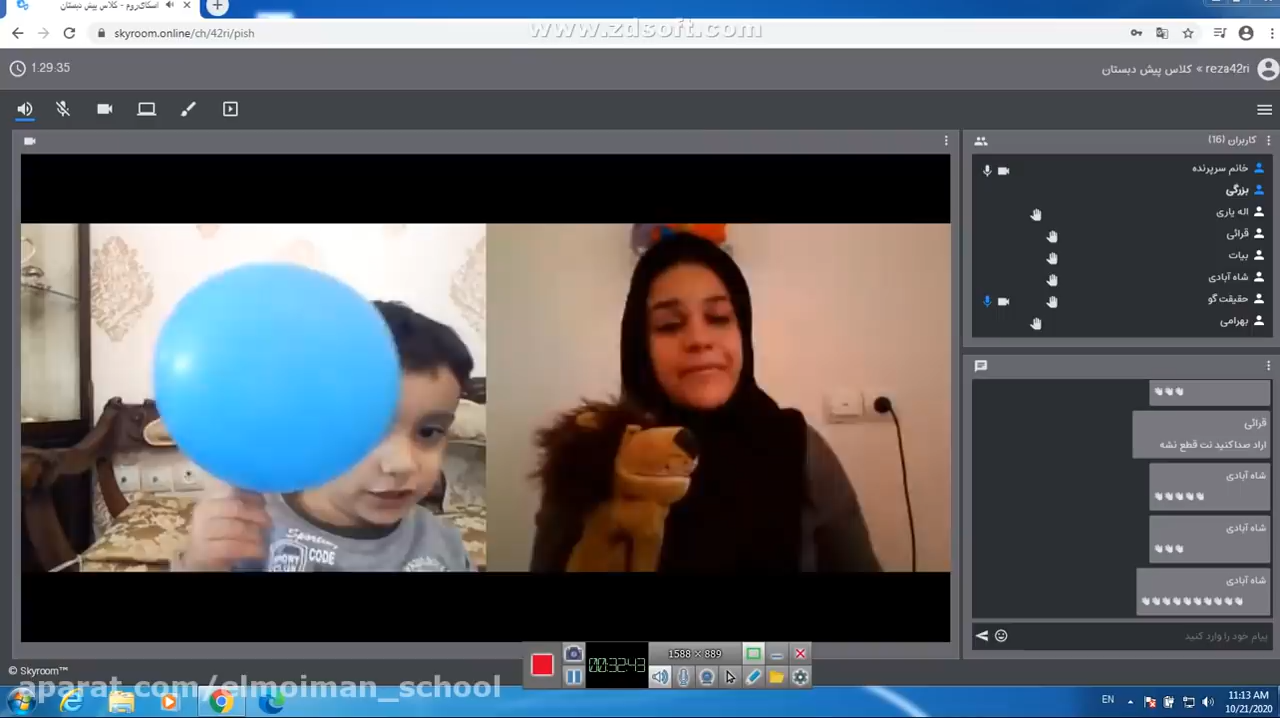 اسکای‌روم - کلاس پیش دبستان
skyroom.online/ch/42ri/pish
www.zdsoft.com
1:29:35
reza42ri » کلاس پیش دبستان
کاربران (16)
خانم سرپرنده
بزرگی
اله یاری
قرائی
بیات
شاه آبادی
حقیقت گو
بهرامی
SPORT CODE
👏👏👏
قرائی
اراد صداکنید نت قطع نشه
شاه آبادی
👏👏👏👏👏
شاه آبادی
👏👏👏
شاه آبادی
👏👏👏👏👏👏👏👏👏👏
پیام خود را وارد کنید
© Skyroom™
00:32:43
1588 × 889
aparat.com/elmoiman_school
EN
11:13 AM
10/21/2020